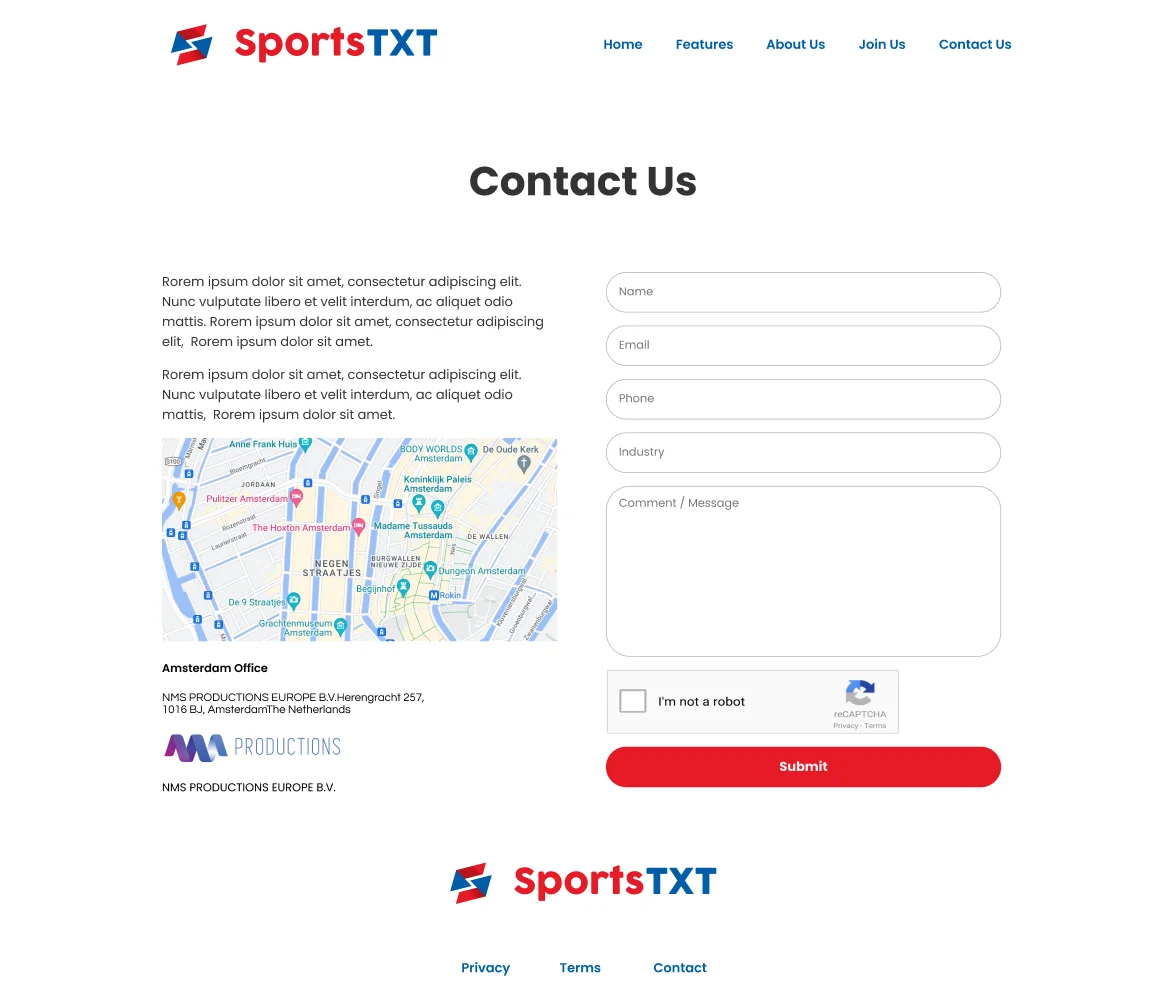 SportsTXT
Home Features About Us Join Us Contact Us
Contact Us
Rorem ipsum dolor sit amet, consectetur adipiscing elit.
Nunc vulputate libero et velit interdum, ac aliquet odio
mattis. Rorem ipsum dolor sit amet, consectetur adipiscing
elit,  Rorem ipsum dolor sit amet.
Rorem ipsum dolor sit amet, consectetur adipiscing elit.
Nunc vulputate libero et velit interdum, ac aliquet odio
mattis,  Rorem ipsum dolor sit amet.
Anne Frank Huis
BODY WORLDS
Amsterdam
De Oude Kerk
S100
Bloemgracht
JORDAAN
Singel
Koninklijk Paleis
Amsterdam
Pulitzer Amsterdam
Rozenstraat
The Hoxton Amsterdam
Madame Tussauds
Amsterdam
DE WALLEN
Laurierstraat
Nes
NEGEN
STRAATJES
BURGWALLEN
NIEUWE ZIJDE
Dungeon Amsterdam
Begijnhof
M Rokin
De 9 Straatjes
Grachtenmuseum
Amsterdam
Kloveniersburgwal
Groenburgwal
Zwanenburgwal
Amsterdam Office
NMS PRODUCTIONS EUROPE B.V.Herengracht 257,
1016 BJ, AmsterdamThe Netherlands
PRODUCTIONS
NMS PRODUCTIONS EUROPE B.V.
Name
Email
Phone
Industry
Comment / Message
I'm not a robot
reCAPTCHA
Privacy - Terms
Submit
SportsTXT
Privacy Terms Contact